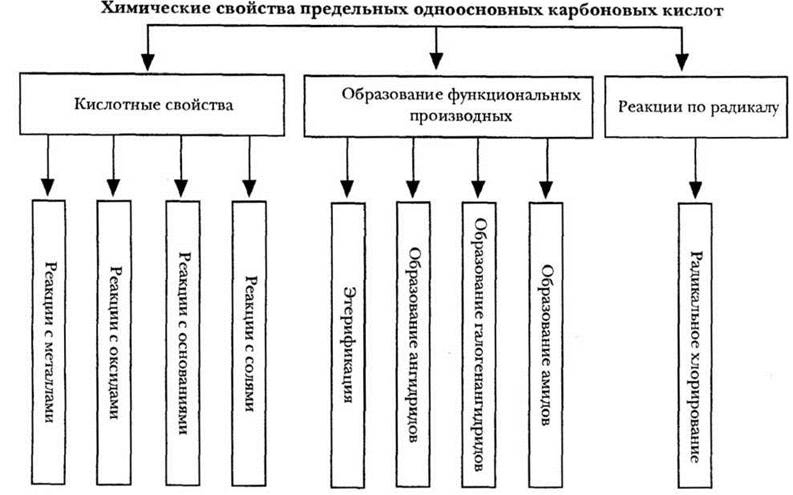 Химические свойства предельных одноосновных карбоновых кислот
Кислотные свойства
Образование функциональных
производных
Реакции по радикалу
Реакции с металлами
Реакции с оксидами
Реакции с основаниями
Реакции с солями
Этерификация
Образование ангидридов
Образование галогенангидридов
Образование амидов
Радикальное хлорирование